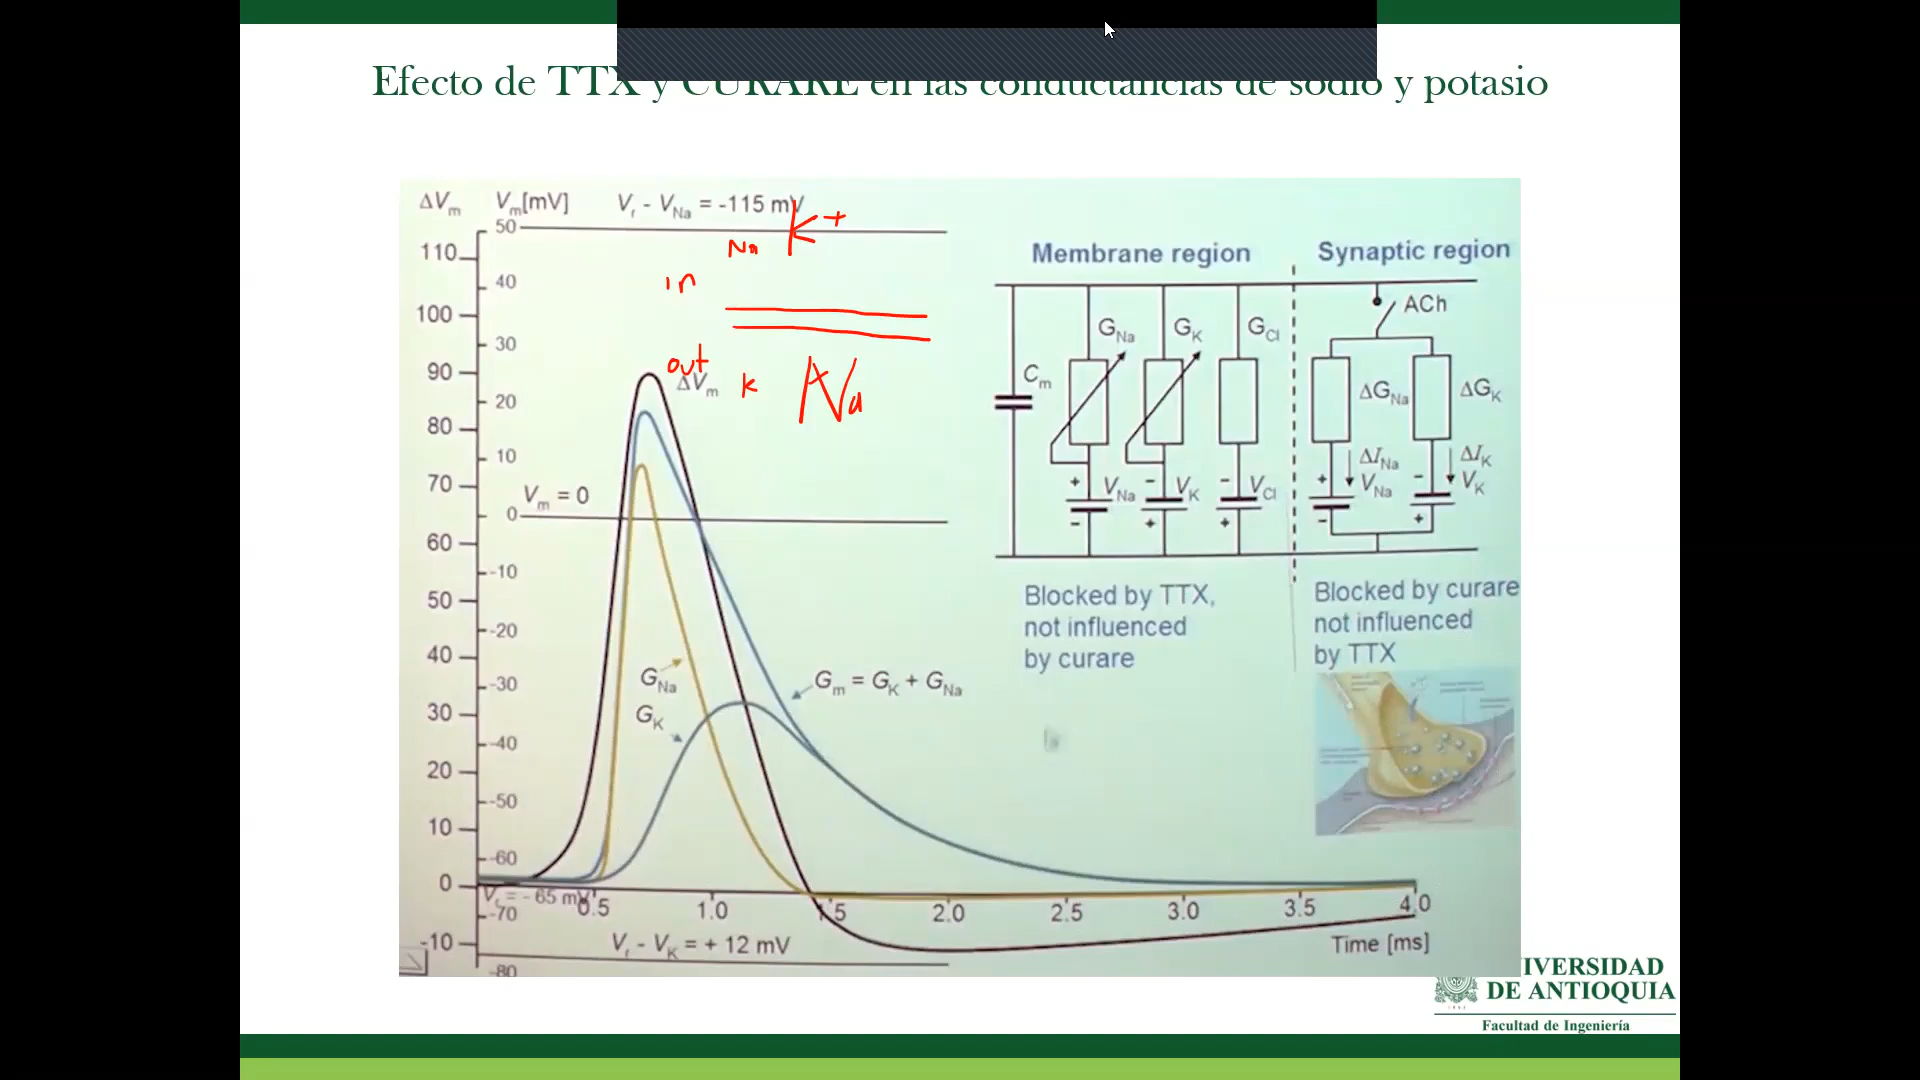 Efecto de TTX y CURARE en las conductancias de sodio y potasio
ΔVm Vm[mV] Vr - VNa = -115 mV
50
110
40
100
30
90
20
80
10
70
Vm = 0
0
60
-10
50
-20
40
-30
30
-40
20
-50
10
-60
0
Vr = - 65 mV
-70
-10
-80
0.5 1.0 1.5 2.0 2.5 3.0 3.5 4.0
Vr - VK = + 12 mV
Time [ms]
Na K+
in
out
K Na
ΔVm
GNa
GK
Gm = GK + GNa
Membrane region
Cm
GNa GK GCl
+ - -
VNa VK VCl
- + +
Blocked by TTX,
not influenced
by curare
Synaptic region
ACh
ΔGNa ΔGK
ΔINa ΔIK
+ -
VNa VK
- +
Blocked by curare
not influenced
by TTX
IVERSIDAD
DE ANTIOQUIA
1803
Facultad de Ingeniería